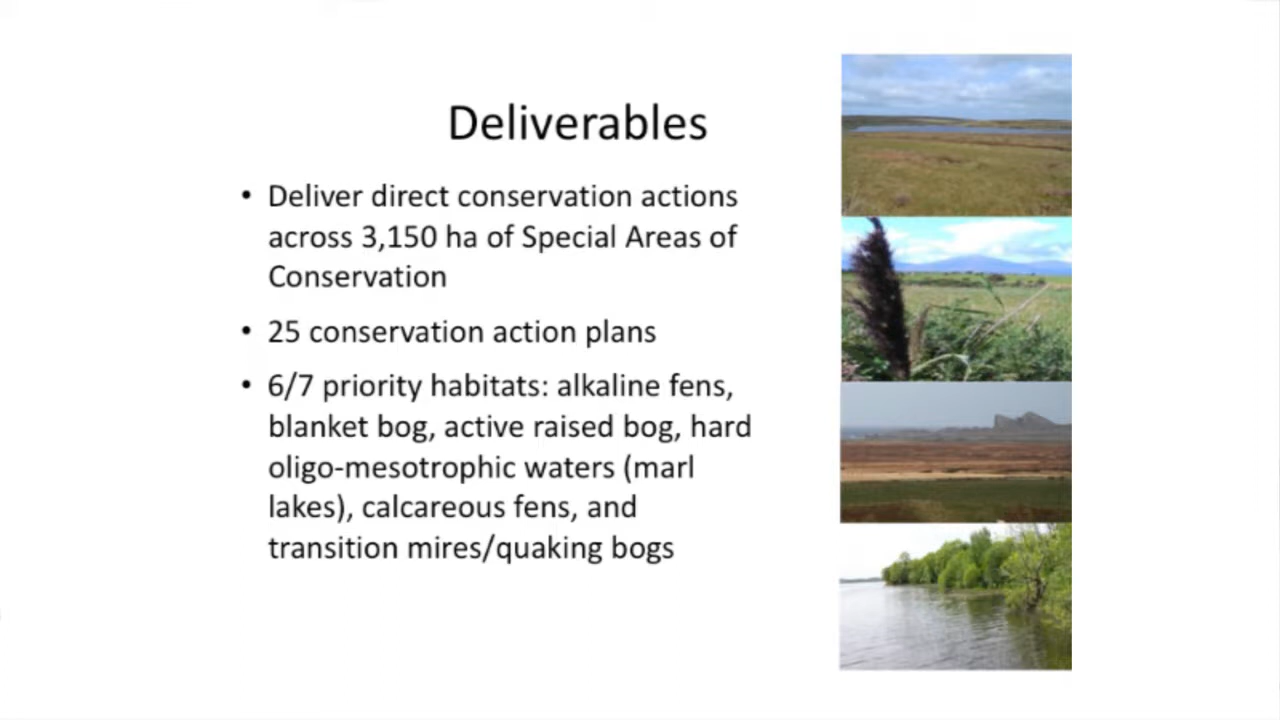 Deliverables
• Deliver direct conservation actions
across 3,150 ha of Special Areas of
Conservation
• 25 conservation action plans
• 6/7 priority habitats: alkaline fens,
blanket bog, active raised bog, hard
oligo-mesotrophic waters (marl
lakes), calcareous fens, and
transition mires/quaking bogs